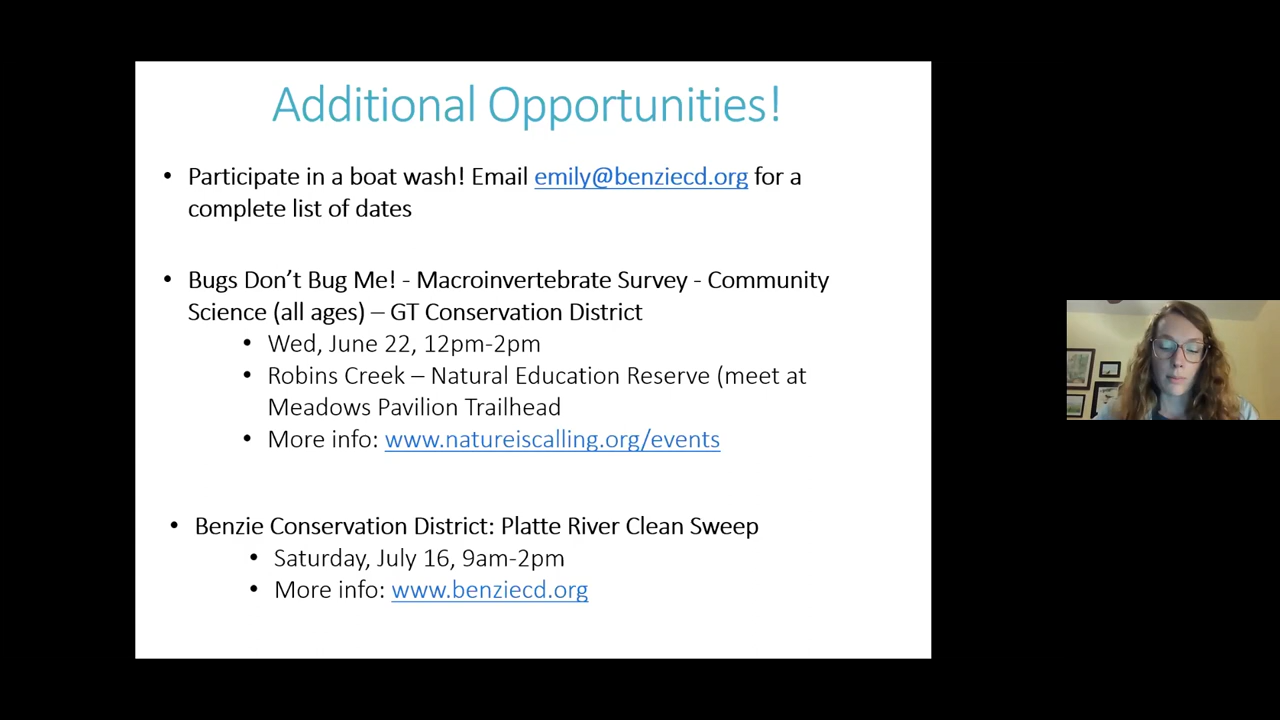 Additional Opportunities!
• Participate in a boat wash! Email emily@benziecd.org for a
complete list of dates
• Bugs Don’t Bug Me! - Macroinvertebrate Survey - Community
Science (all ages) – GT Conservation District
• Wed, June 22, 12pm-2pm
• Robins Creek – Natural Education Reserve (meet at
Meadows Pavilion Trailhead
• More info: www.natureiscalling.org/events
• Benzie Conservation District: Platte River Clean Sweep
• Saturday, July 16, 9am-2pm
• More info: www.benziecd.org